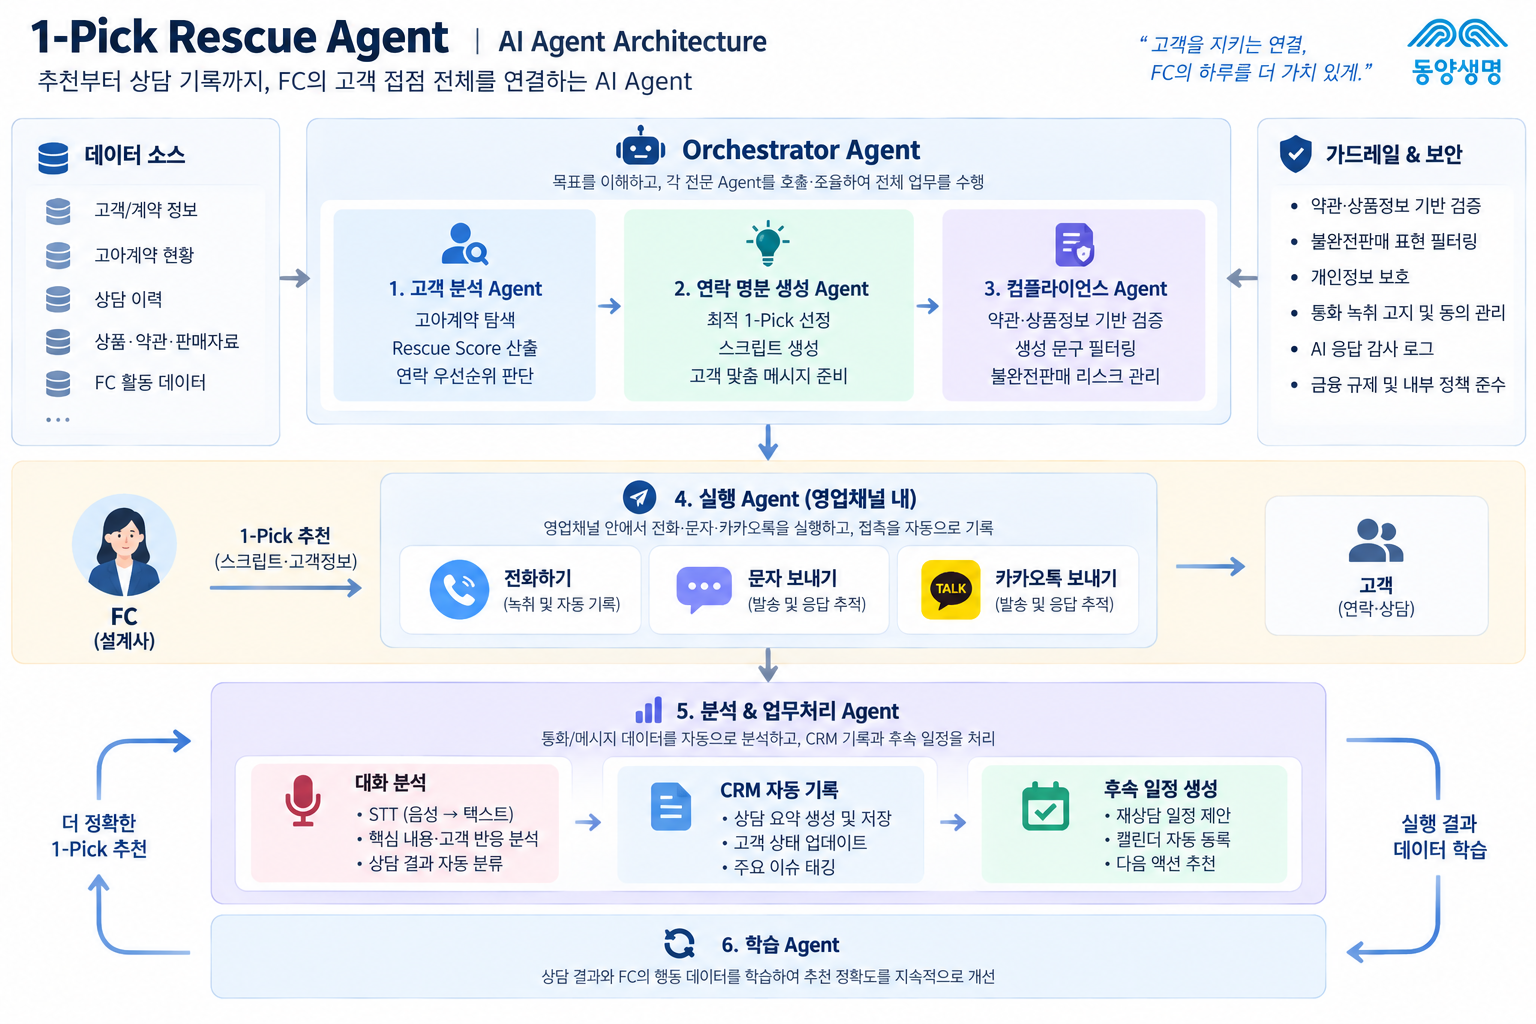 1-Pick Rescue Agent | AI Agent Architecture
추천부터 상담 기록까지, FC의 고객 접점 전체를 연결하는 AI Agent
“ 고객을 지키는 연결,
FC의 하루를 더 가치 있게.”
동양생명
데이터 소스
고객/계약 정보
고아계약 현황
상담 이력
상품·약관·판매자료
FC 활동 데이터
...
Orchestrator Agent
목표를 이해하고, 각 전문 Agent를 호출·조율하여 전체 업무를 수행
1. 고객 분석 Agent
고아계약 탐색
Rescue Score 산출
연락 우선순위 판단
2. 연락 명분 생성 Agent
최적 1-Pick 선정
스크립트 생성
고객 맞춤 메시지 준비
3. 컴플라이언스 Agent
약관·상품정보 기반 검증
생성 문구 필터링
불완전판매 리스크 관리
가드레일 & 보안
• 약관·상품정보 기반 검증
• 불완전판매 표현 필터링
• 개인정보 보호
• 통화 녹취 고지 및 동의 관리
• AI 응답 감사 로그
• 금융 규제 및 내부 정책 준수
FC
(설계사)
1-Pick 추천
(스크립트·고객정보)
4. 실행 Agent (영업채널 내)
영업채널 안에서 전화·문자·카카오톡을 실행하고, 접촉을 자동으로 기록
전화하기
(녹취 및 자동 기록)
문자 보내기
(발송 및 응답 추적)
TALK
카카오톡 보내기
(발송 및 응답 추적)
고객
(연락·상담)
5. 분석 & 업무처리 Agent
통화/메시지 데이터를 자동으로 분석하고, CRM 기록과 후속 일정을 처리
대화 분석
• STT (음성 → 텍스트)
• 핵심 내용·고객 반응 분석
• 상담 결과 자동 분류
CRM 자동 기록
• 상담 요약 생성 및 저장
• 고객 상태 업데이트
• 주요 이슈 태깅
후속 일정 생성
• 재상담 일정 제안
• 캘린더 자동 등록
• 다음 액션 추천
더 정확한
1-Pick 추천
실행 결과
데이터 학습
6. 학습 Agent
상담 결과와 FC의 행동 데이터를 학습하여 추천 정확도를 지속적으로 개선